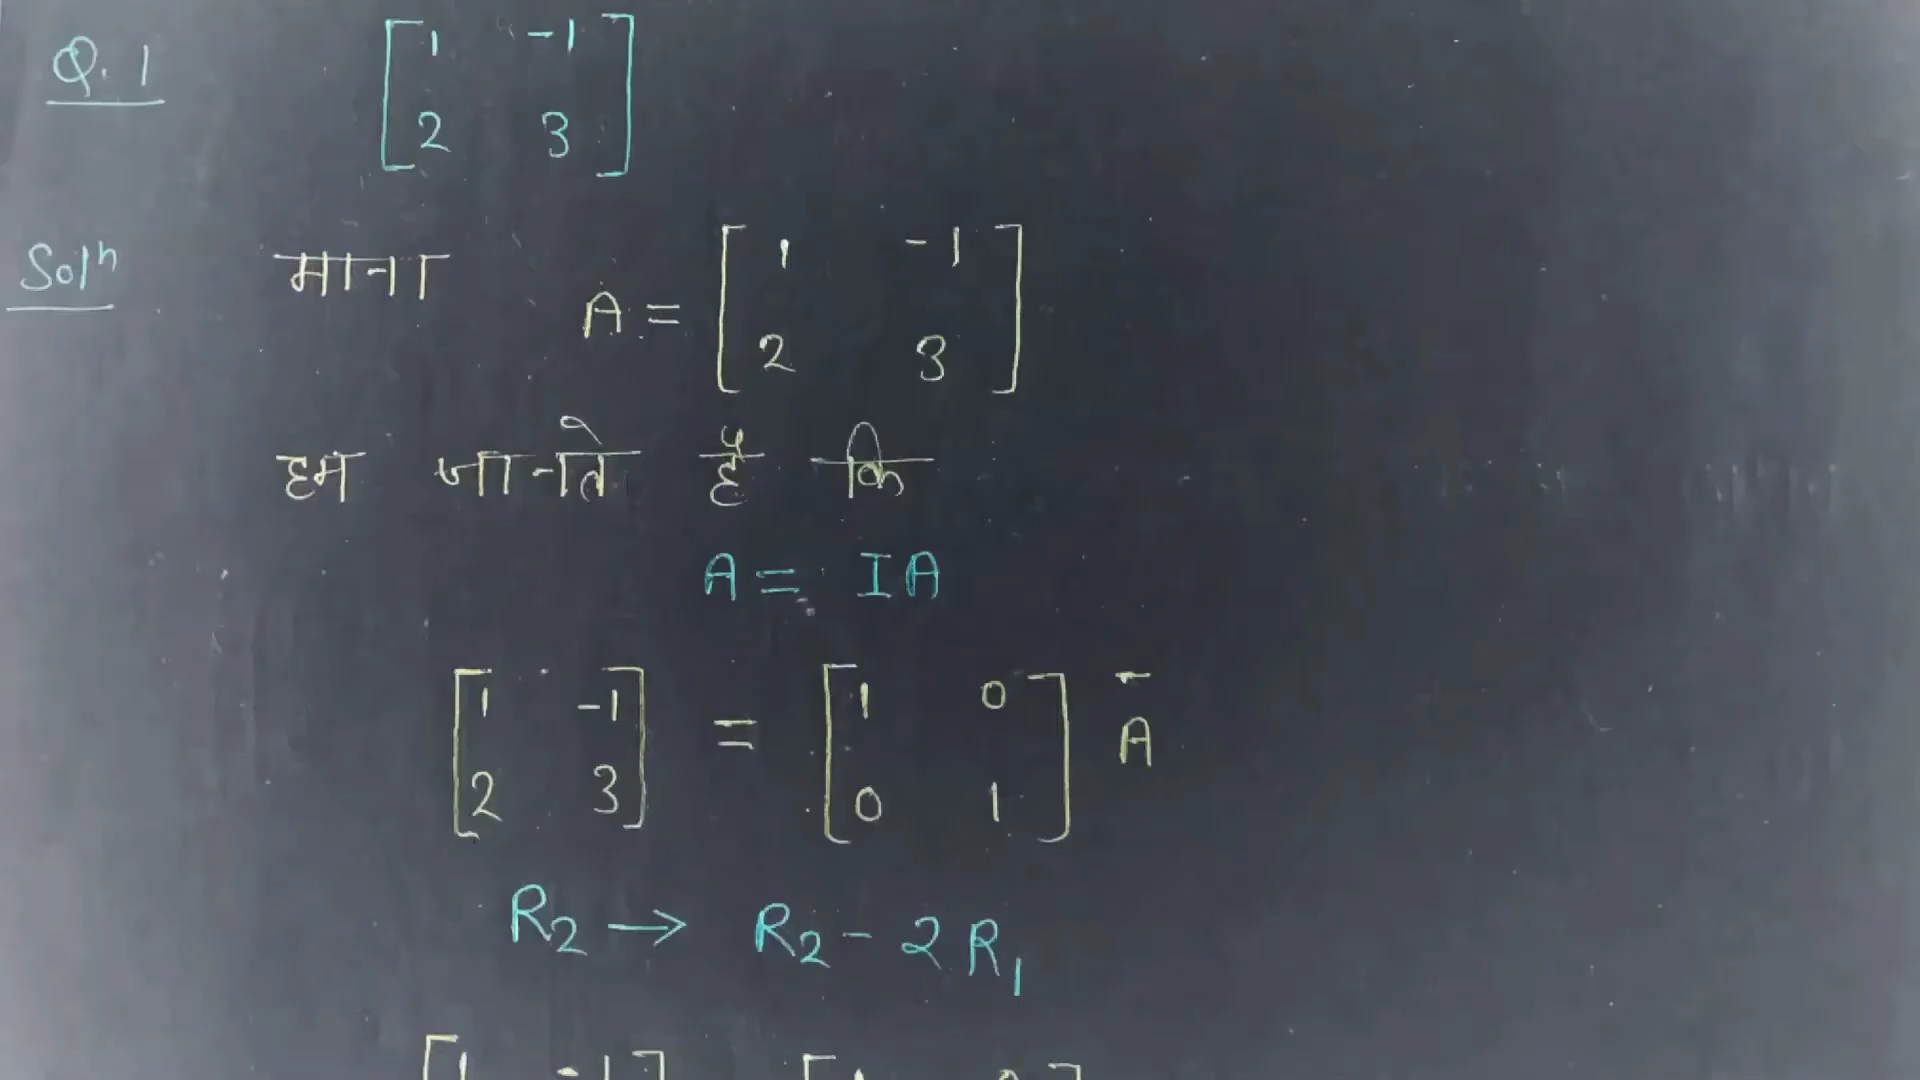 Q. 1 [1 -1
2 3]
Solⁿ माना A = [1 -1
2 3]
हम जानते हैं कि
A = IA
[1 -1
2 3] = [1 0
0 1] A
R₂ → R₂ - 2R₁